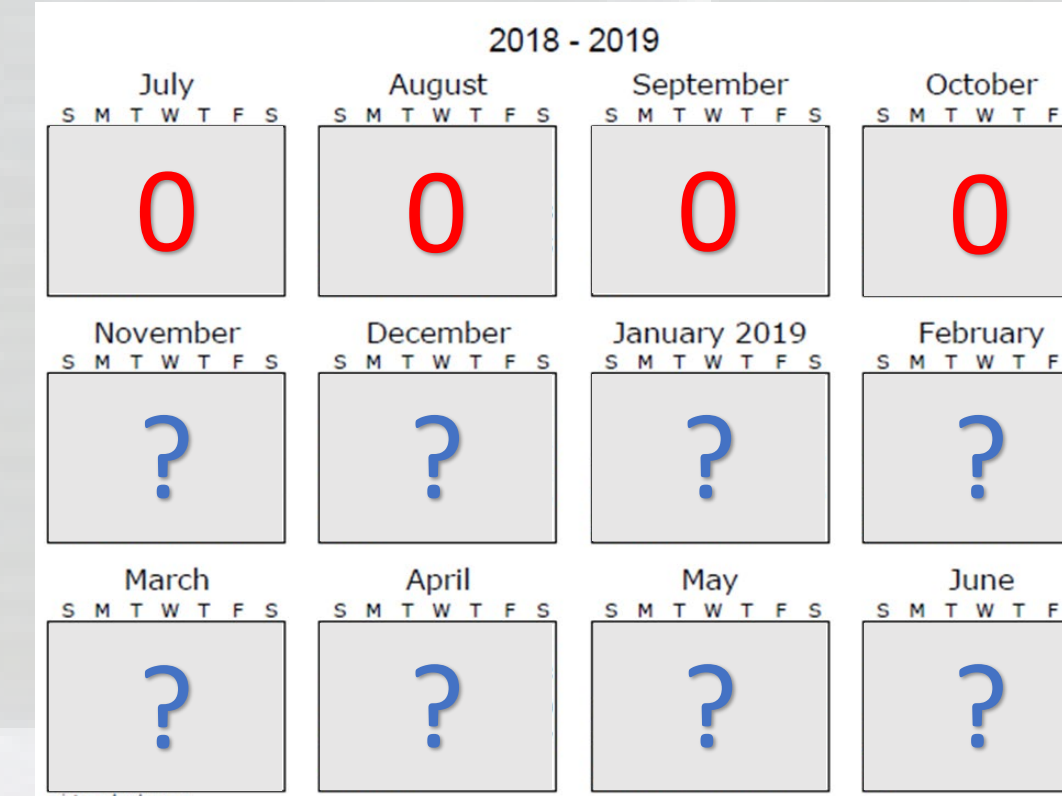 2018 - 2019
July August September October
S M T W T F S S M T W T F S S M T W T F S S M T W T F
0 0 0 0
November December January 2019 February
S M T W T F S S M T W T F S S M T W T F S S M T W T F
? ? ? ?
March April May June
S M T W T F S S M T W T F S S M T W T F S S M T W T F
? ? ? ?